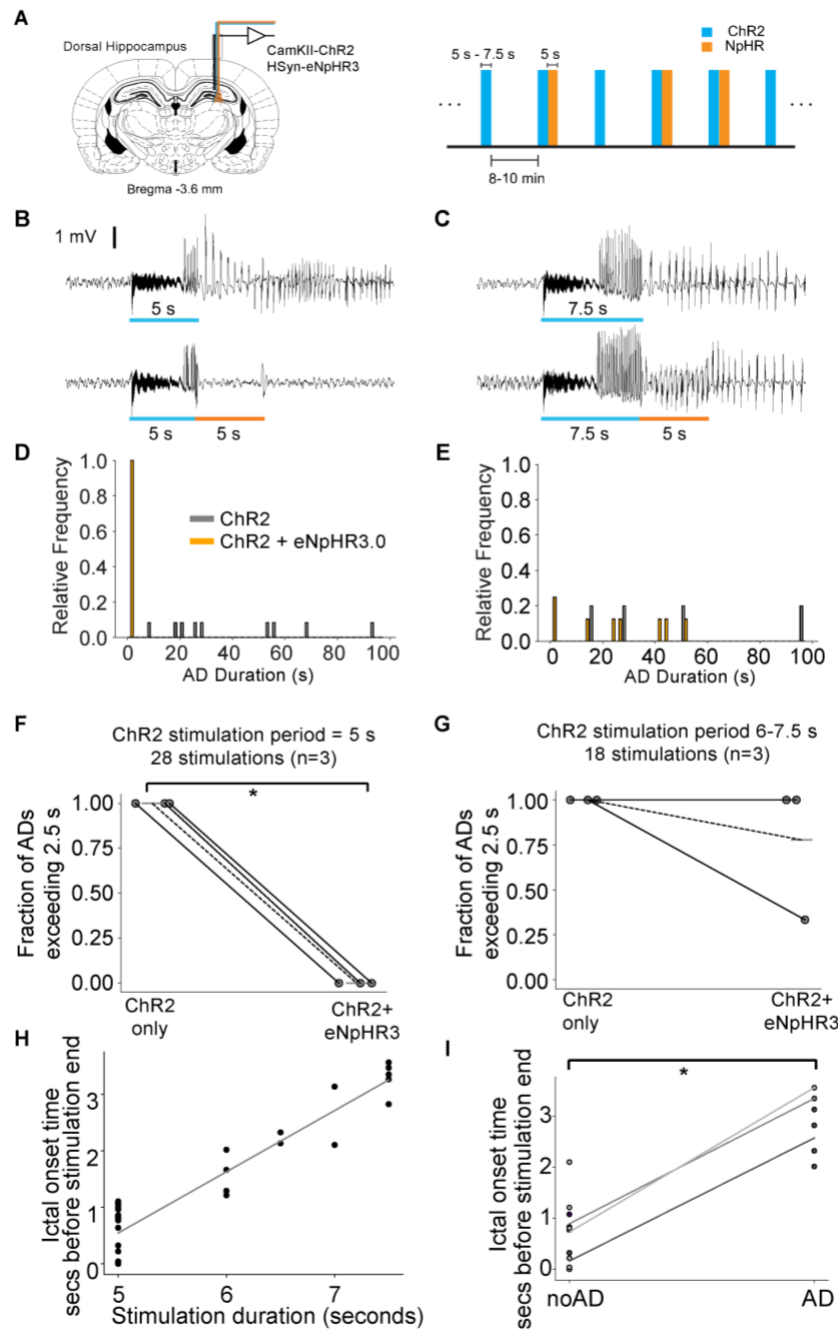 A
Dorsal Hippocampus
CamKII-ChR2
HSyn-eNpHR3
Bregma -3.6 mm
5 s - 7.5 s
5 s
ChR2
NpHR
...
...
8-10 min
B
1 mV
5 s
5 s
5 s
C
7.5 s
7.5 s
5 s
D
Relative Frequency
1.0
0.8
0.6
0.4
0.2
0.0
ChR2
ChR2 + eNpHR3.0
0 20 40 60 80 100
AD Duration (s)
E
Relative Frequency
1.0
0.8
0.6
0.4
0.2
0.0
0 20 40 60 80 100
AD Duration (s)
F
ChR2 stimulation period = 5 s
28 stimulations (n=3)
*
Fraction of ADs
exceeding 2.5 s
1.00
0.75
0.50
0.25
0.00
ChR2
only
ChR2+
eNpHR3
G
ChR2 stimulation period 6-7.5 s
18 stimulations (n=3)
Fraction of ADs
exceeding 2.5 s
1.00
0.75
0.50
0.25
0.00
ChR2
only
ChR2+
eNpHR3
H
Ictal onset time
secs before stimulation end
3
2
1
0
5 6 7
Stimulation duration (seconds)
I
*
Ictal onset time
secs before stimulation end
3
2
1
0
noAD
AD